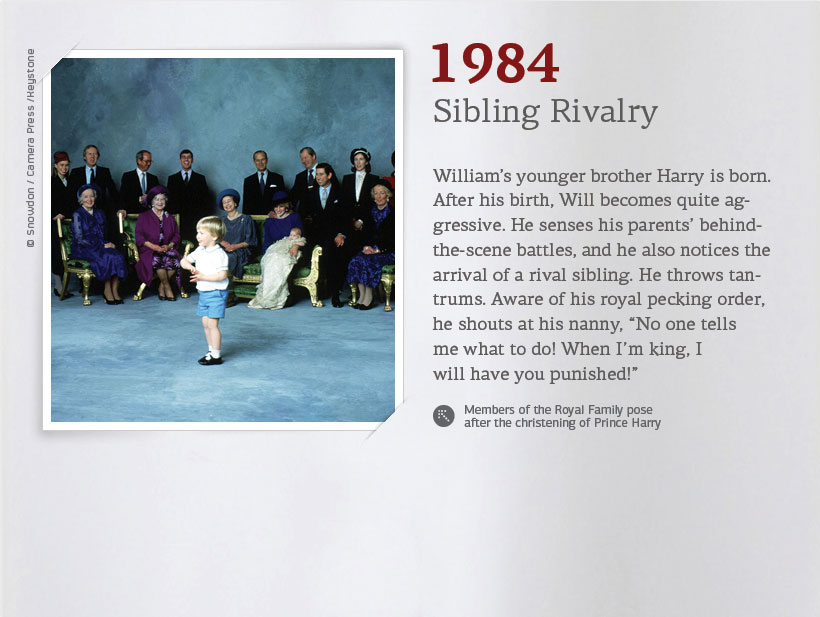 © Snowdon / Camera Press /Keystone
1984
Sibling Rivalry
William’s younger brother Harry is born.
After his birth, Will becomes quite ag-
gressive. He senses his parents’ behind-
the-scene battles, and he also notices the
arrival of a rival sibling. He throws tan-
trums. Aware of his royal pecking order,
he shouts at his nanny, “No one tells
me what to do! When I’m king, I
will have you punished!”
Members of the Royal Family pose
after the christening of Prince Harry